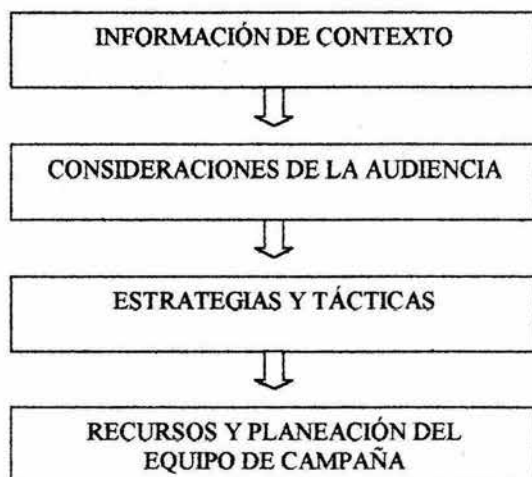 INFORMACIÓN DE CONTEXTO
CONSIDERACIONES DE LA AUDIENCIA
ESTRATEGIAS Y TÁCTICAS
RECURSOS Y PLANEACIÓN DEL
EQUIPO DE CAMPAÑA